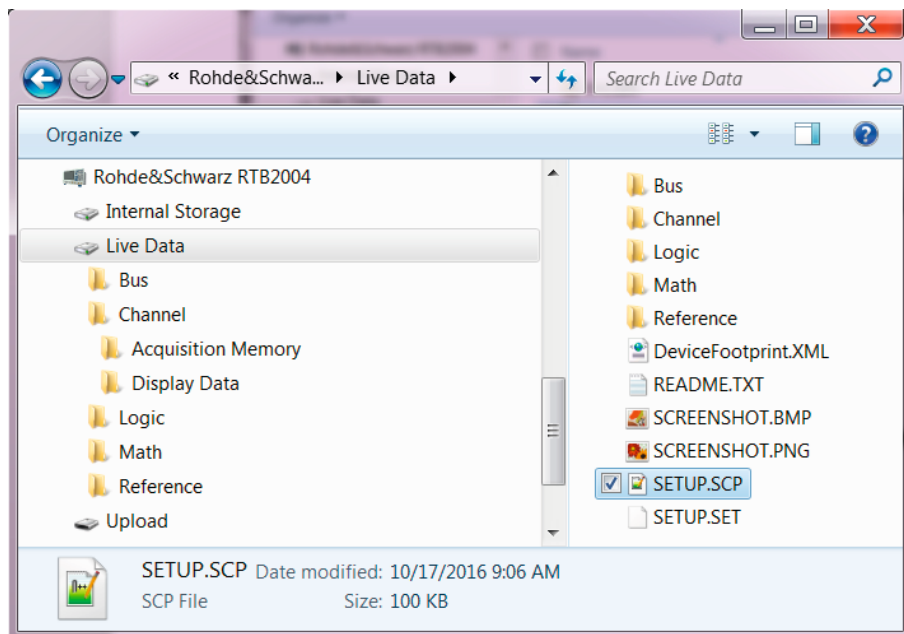 « Rohde&Schwa... Live Data
Search Live Data
Organize
Rohde&Schwarz RTB2004
Internal Storage
Live Data
Bus
Channel
Acquisition Memory
Display Data
Logic
Math
Reference
Upload
Bus
Channel
Logic
Math
Reference
DeviceFootprint.XML
README.TXT
SCREENSHOT.BMP
SCREENSHOT.PNG
SETUP.SCP
SETUP.SET
SETUP.SCP Date modified: 10/17/2016 9:06 AM
SCP File Size: 100 KB